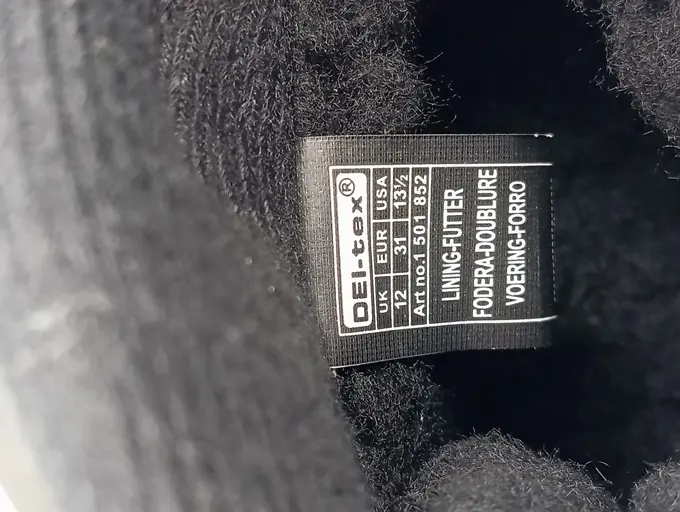 DEI-tex®
UK EUR USA
12 31 13½
Art no.1 501 852
LINING-FUTTER
FODERA-DOUBLURE
VOERING-FORRO